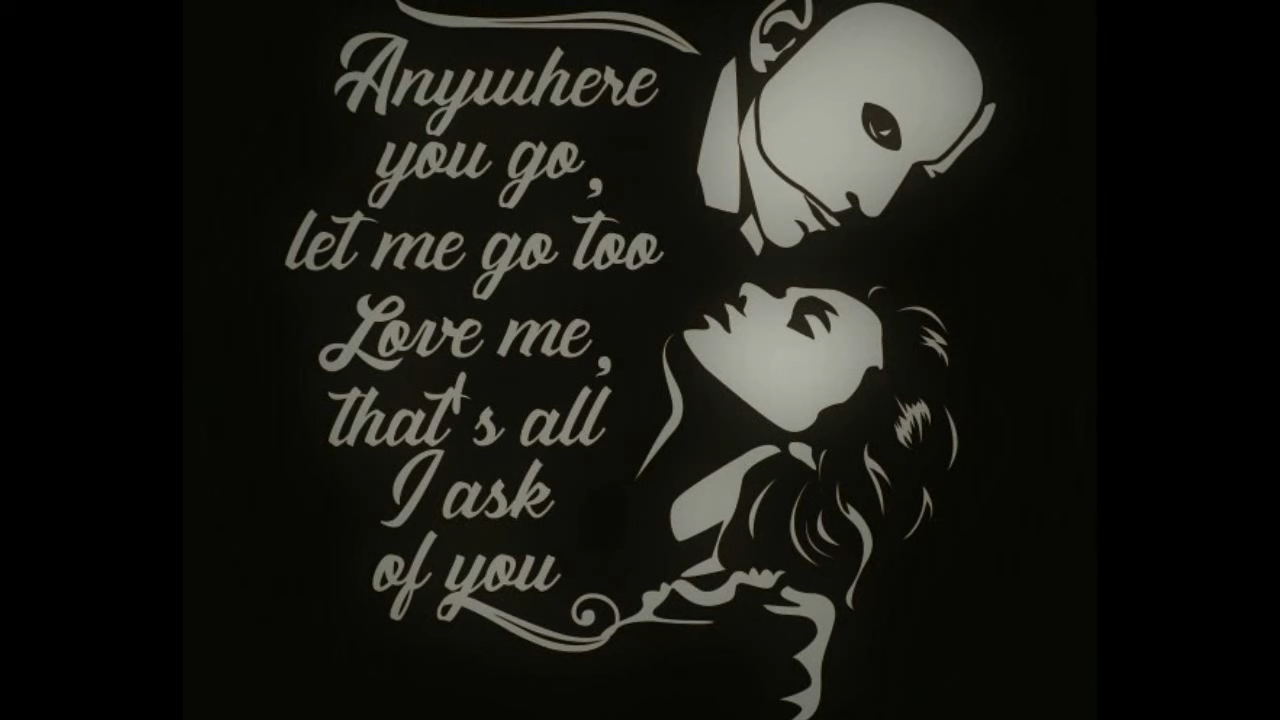 Anywhere
you go,
let me go too
Love me,
that's all
I ask
of you